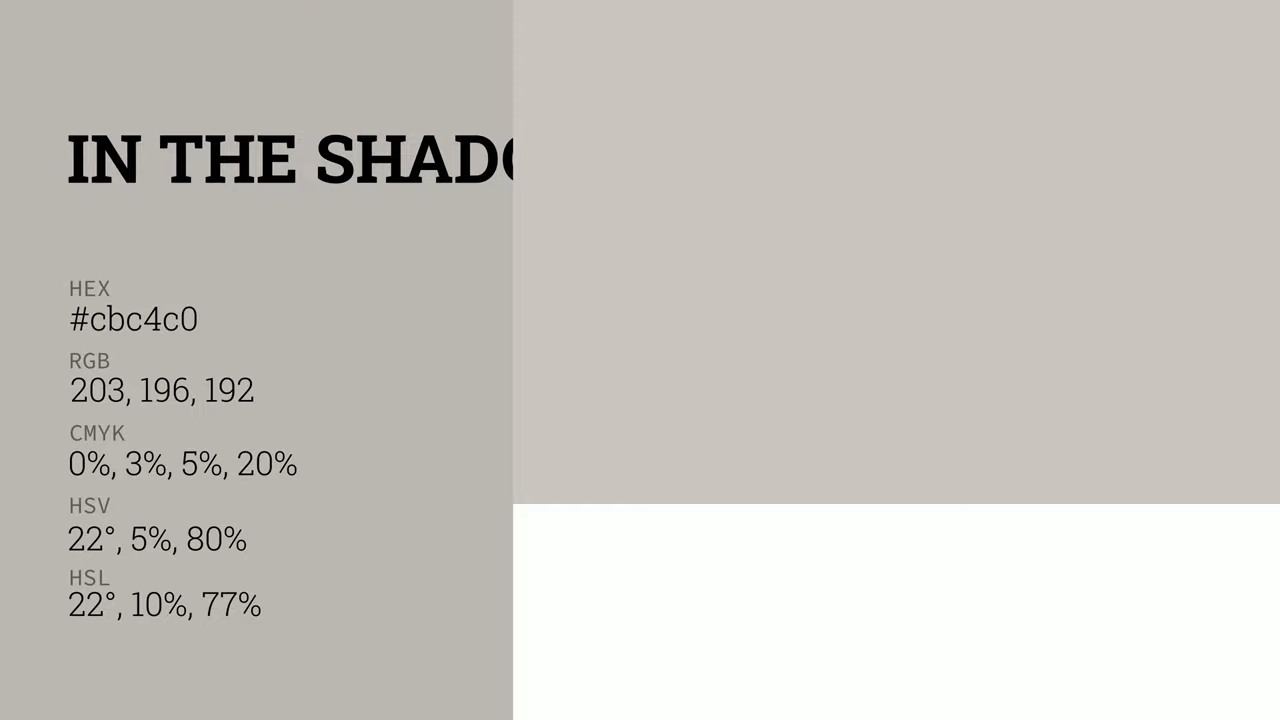 IN THE SHAD
HEX
#cbc4c0
RGB
203, 196, 192
CMYK
0%, 3%, 5%, 20%
HSV
22°, 5%, 80%
HSL
22°, 10%, 77%